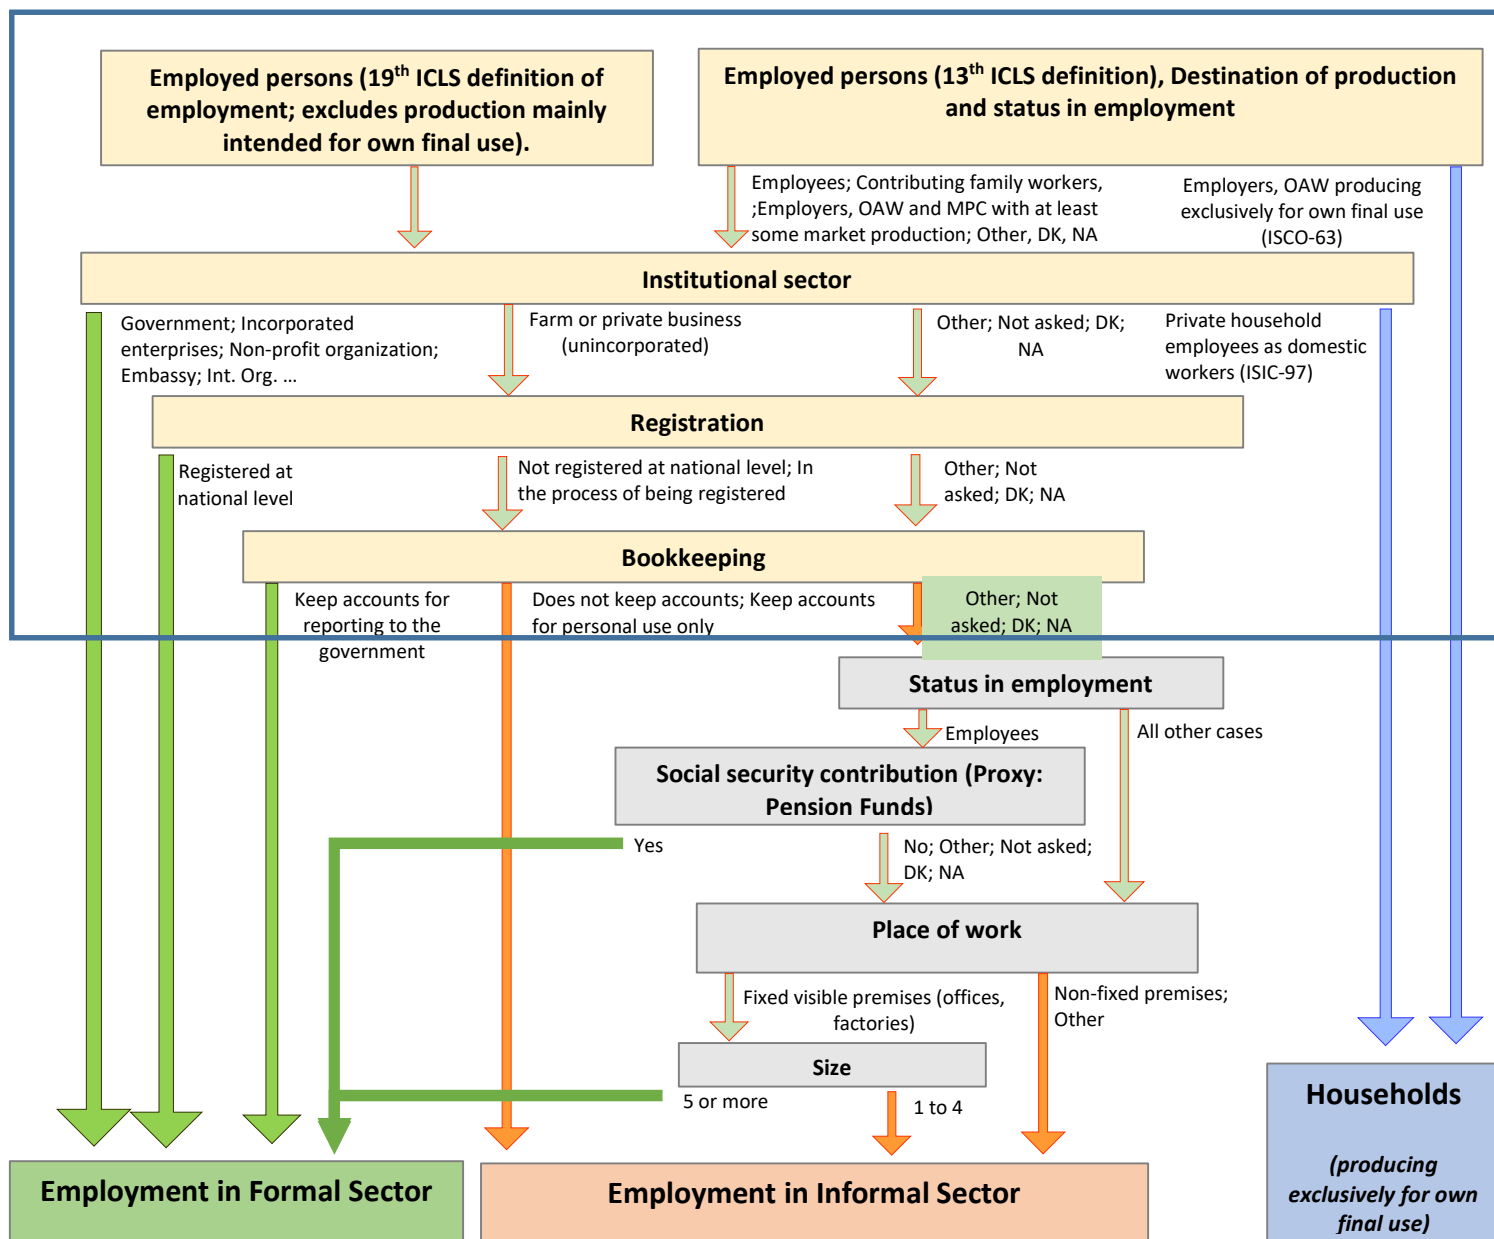 Employed persons (19th ICLS definition of
employment; excludes production mainly
intended for own final use).
Employed persons (13th ICLS definition), Destination of production
and status in employment
Employees; Contributing family workers,
;Employers, OAW and MPC with at least
some market production; Other, DK, NA
Employers, OAW producing
exclusively for own final use
(ISCO-63)
Institutional sector
Government; Incorporated
enterprises; Non-profit organization;
Embassy; Int. Org. ...
Farm or private business
(unincorporated)
Other; Not asked; DK;
NA
Private household
employees as domestic
workers (ISIC-97)
Registration
Registered at
national level
Not registered at national level; In
the process of being registered
Other; Not
asked; DK; NA
Bookkeeping
Keep accounts for
reporting to the
government
Does not keep accounts; Keep accounts
for personal use only
Other; Not
asked; DK; NA
Status in employment
Employees
All other cases
Social security contribution (Proxy:
Pension Funds)
Yes
No; Other; Not asked;
DK; NA
Place of work
Fixed visible premises (offices,
factories)
Non-fixed premises;
Other
Size
5 or more
1 to 4
Employment in Formal Sector
Employment in Informal Sector
Households
(producing
exclusively for own
final use)